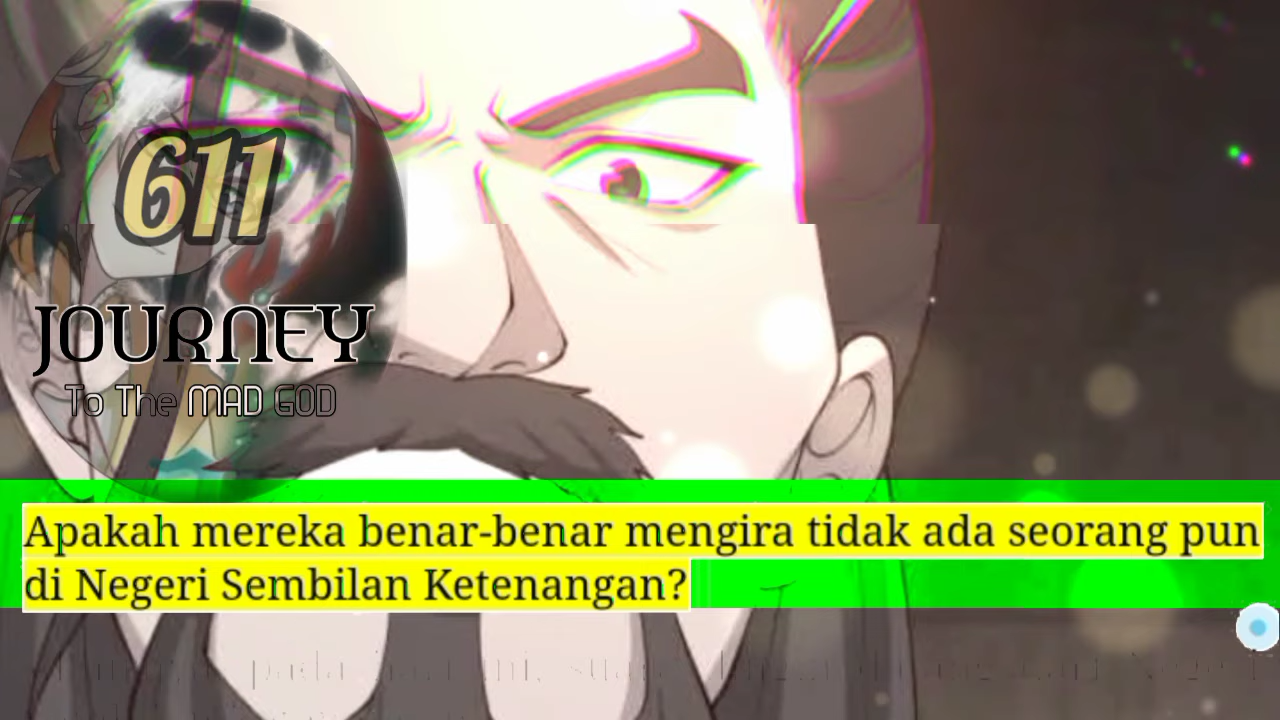 611
JOURNEY
To The MAD GOD
Apakah mereka benar-benar mengira tidak ada seorang pun
di Negeri Sembilan Ketenangan?
pada